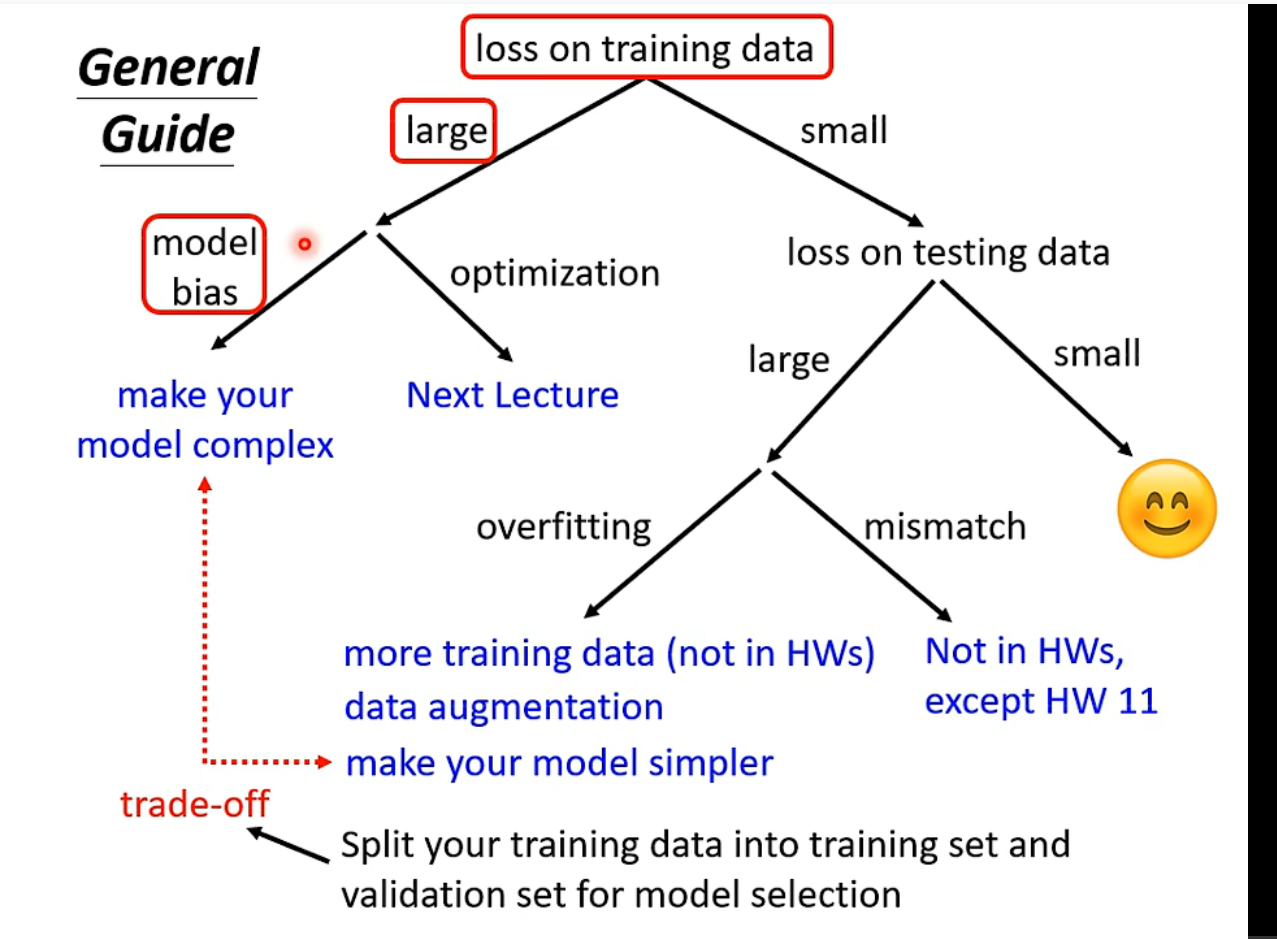 General
Guide
loss on training data
large
small
model
bias
optimization
loss on testing data
make your
model complex
Next Lecture
large
small
overfitting
mismatch
more training data (not in HWs)
data augmentation
make your model simpler
Not in HWs,
except HW 11
trade-off
Split your training data into training set and
validation set for model selection